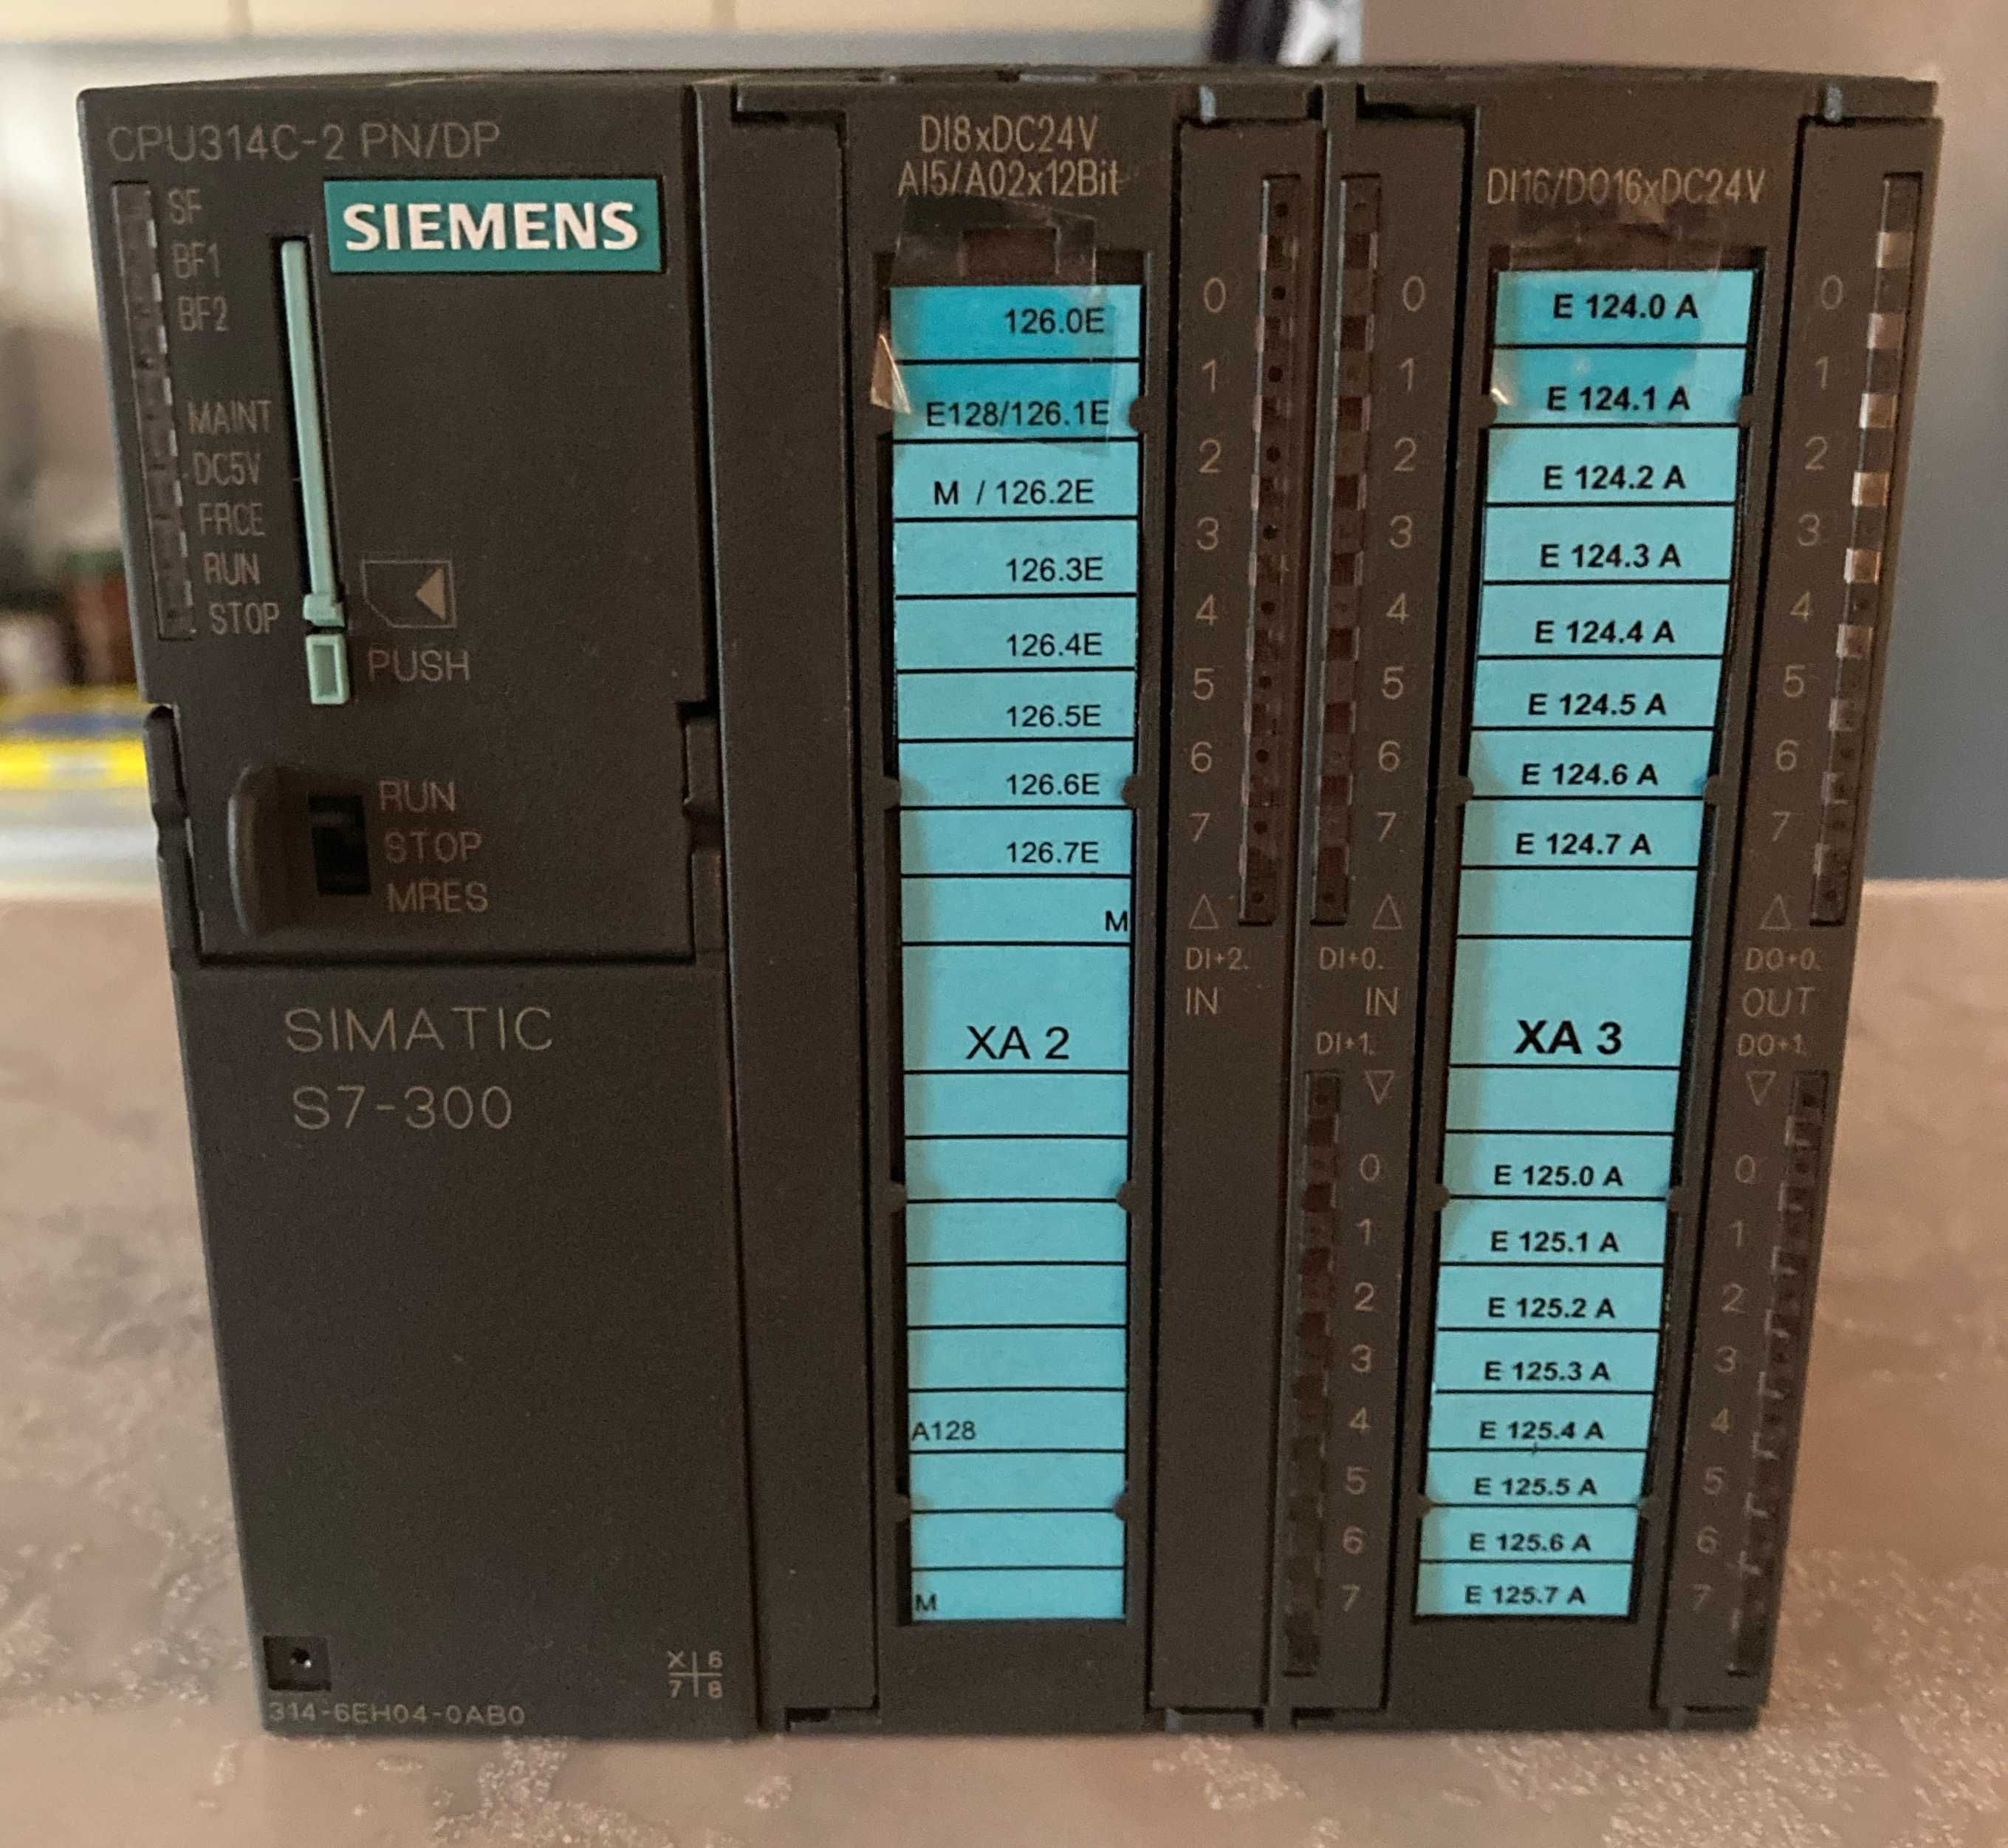 CPU314C-2 PN/DP
SIEMENS
SF
BF1
BF2
MAINT
DC5V
FRCE
RUN
STOP
PUSH
RUN
STOP
MRES
SIMATIC
S7-300
X 6
7 8
314-6EH04-0AB0
DI8xDC24V
AI5/AO2x12Bit
126.0E
E128/126.1E
M / 126.2E
126.3E
126.4E
126.5E
126.6E
126.7E
M
XA 2
A128
M
0
1
2
3
4
5
6
7
DI+2.
IN
0
1
2
3
4
5
6
7
DI+0.
IN
DI+1.
0
1
2
3
4
5
6
7
DI16/DO16xDC24V
E 124.0 A
E 124.1 A
E 124.2 A
E 124.3 A
E 124.4 A
E 124.5 A
E 124.6 A
E 124.7 A
XA 3
E 125.0 A
E 125.1 A
E 125.2 A
E 125.3 A
E 125.4 A
E 125.5 A
E 125.6 A
E 125.7 A
0
1
2
3
4
5
6
7
DO+0.
OUT
DO+1.
0
1
2
3
4
5
6
7